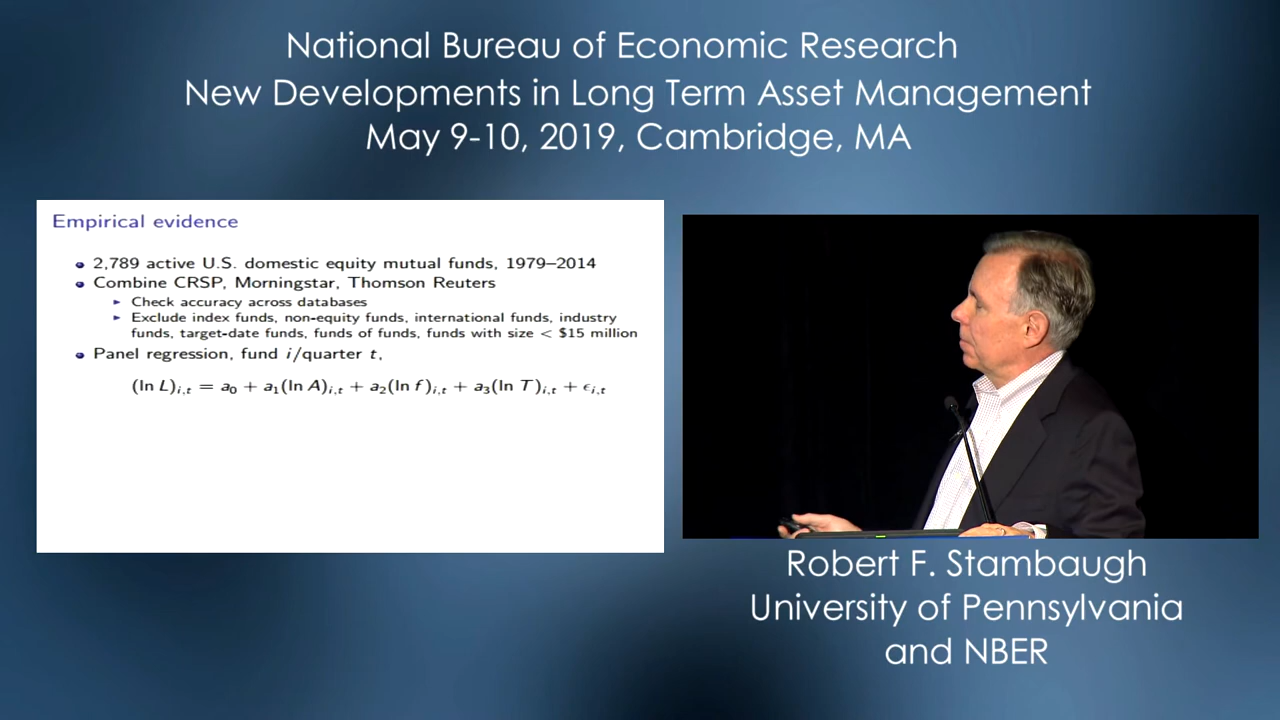 National Bureau of Economic Research
New Developments in Long Term Asset Management
May 9-10, 2019, Cambridge, MA
Empirical evidence
2,789 active U.S. domestic equity mutual funds, 1979–2014
Combine CRSP, Morningstar, Thomson Reuters
Check accuracy across databases
Exclude index funds, non-equity funds, international funds, industry
funds, target-date funds, funds of funds, funds with size < $15 million
Panel regression, fund i/quarter t,
(ln L)i,t = a0 + a1(ln A)i,t + a2(ln f)i,t + a3(ln T)i,t + ϵi,t
Robert F. Stambaugh
University of Pennsylvania
and NBER